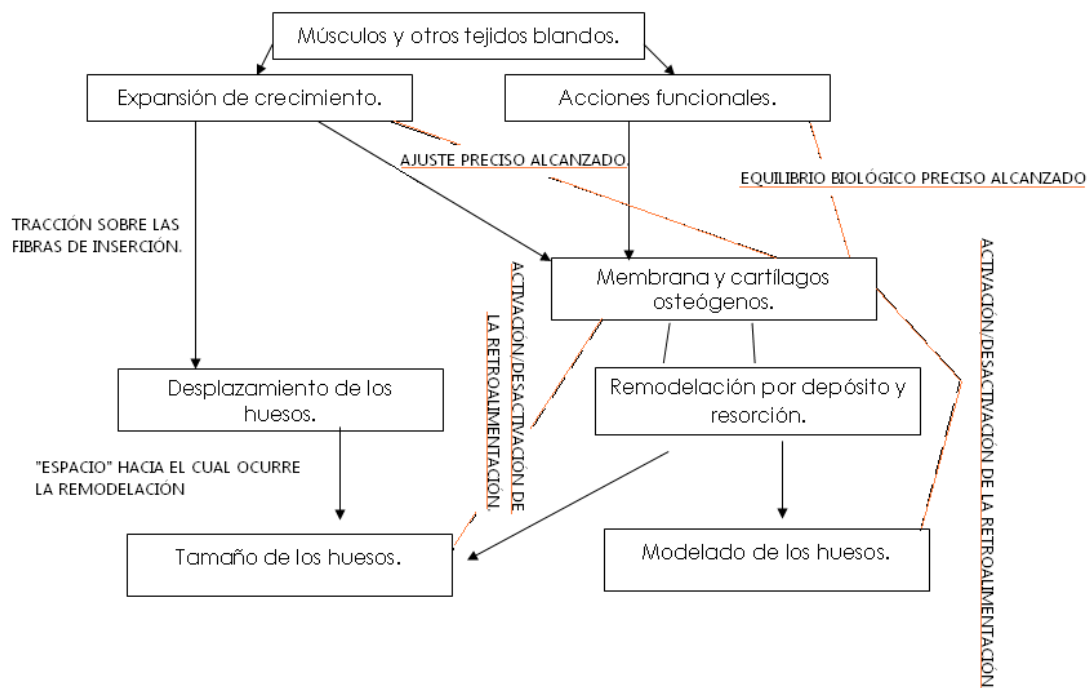 Músculos y otros tejidos blandos.
Expansión de crecimiento.
Acciones funcionales.
AJUSTE PRECISO ALCANZADO.
EQUILIBRIO BIOLÓGICO PRECISO ALCANZADO
TRACCIÓN SOBRE LAS
FIBRAS DE INSERCIÓN.
Membrana y cartílagos
osteógenos.
ACTIVACIÓN/DESACTIVACIÓN DE
LA RETROALIMENTACIÓN.
ACTIVACIÓN/DESACTIVACIÓN DE LA RETROALIMENTACIÓN
Desplazamiento de los
huesos.
Remodelación por depósito y
resorción.
"ESPACIO" HACIA EL CUAL OCURRE
LA REMODELACIÓN
Tamaño de los huesos.
Modelado de los huesos.